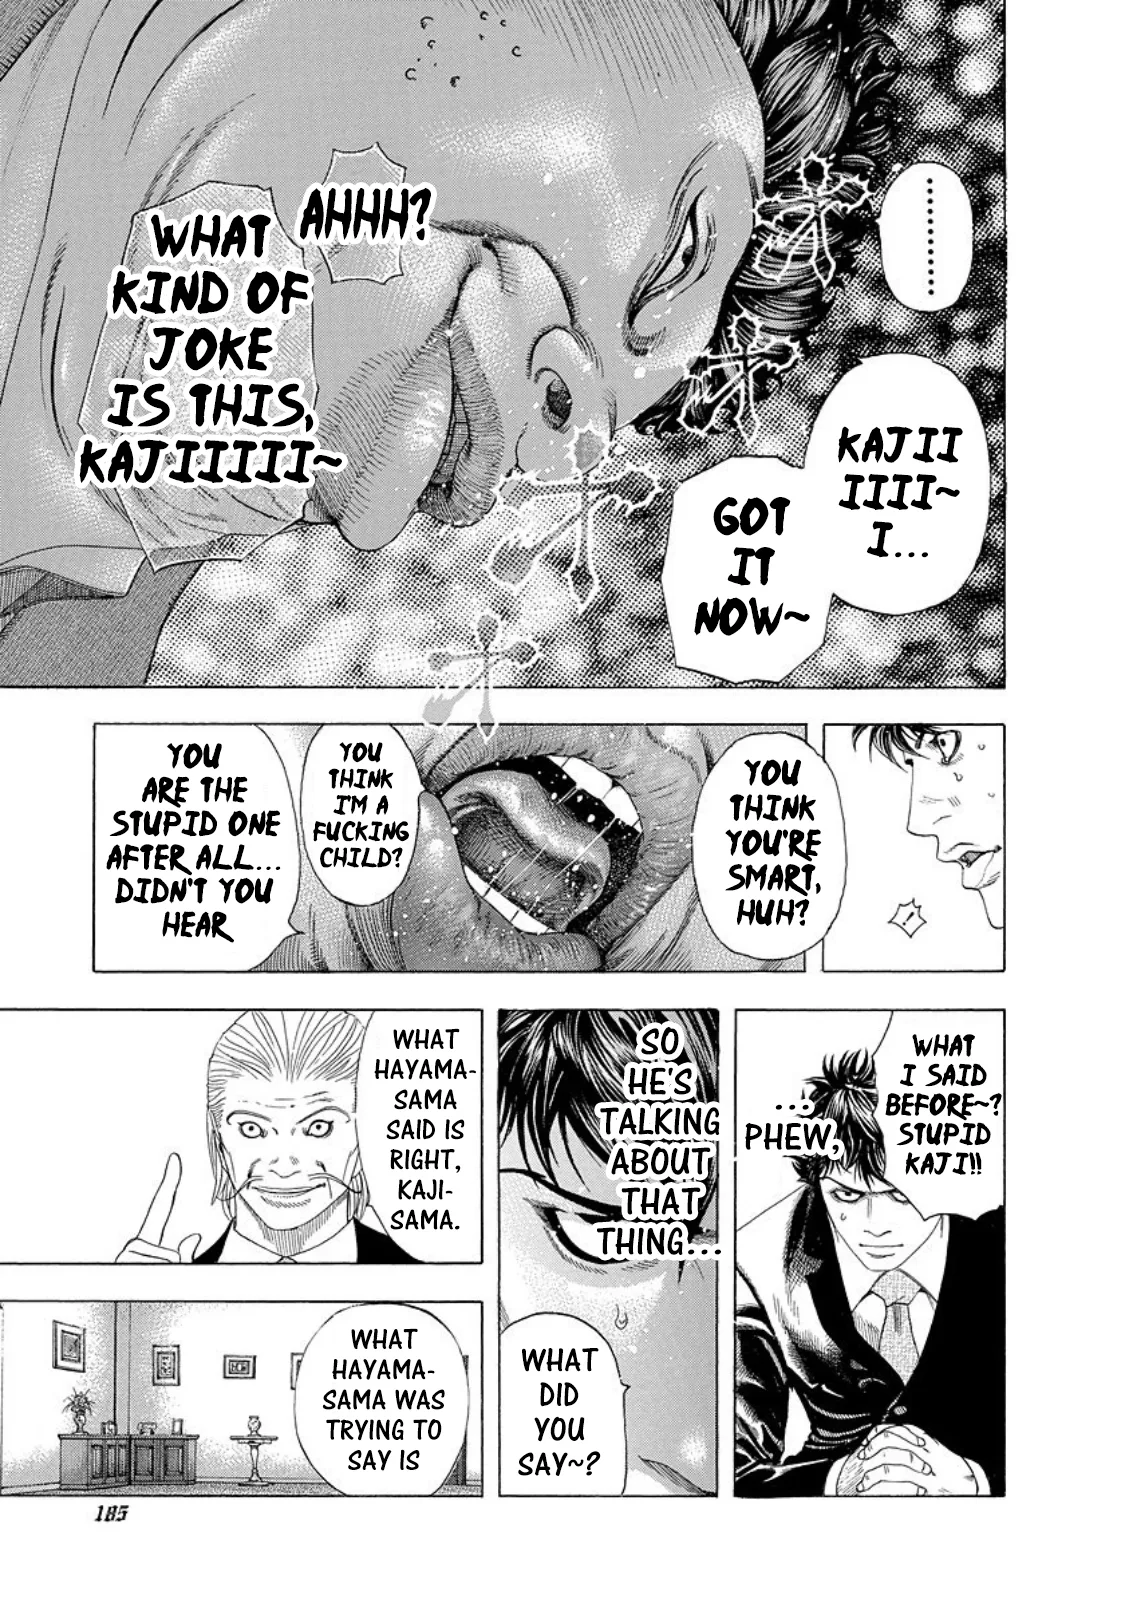 .........
KAJII
IIII~
I...
GOT
IT
NOW~
AHHH?
WHAT
KIND OF
JOKE
IS THIS,
KAJIIIIII~
!
YOU
THINK
YOU'RE
SMART,
HUH?
YOU
THINK
I'M A
FUCKING
CHILD?
YOU
ARE THE
STUPID ONE
AFTER ALL...
DIDN'T YOU
HEAR
WHAT
I SAID
BEFORE~?
STUPID
KAJI!!
...
PHEW,
SO
HE'S
TALKING
ABOUT
THAT
THING...
WHAT
DID
YOU
SAY~?
WHAT
HAYAMA-
SAMA
SAID IS
RIGHT,
KAJI-
SAMA.
WHAT
HAYAMA-
SAMA WAS
TRYING TO
SAY IS
185